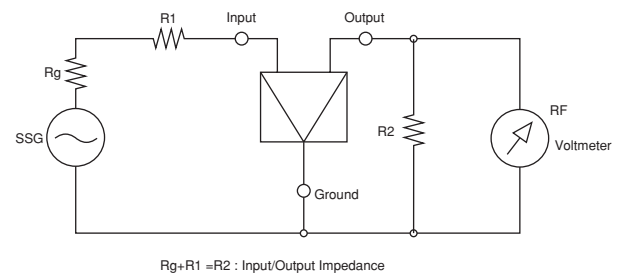 R1
Input
Output
Rg
SSG
R2
RF
Voltmeter
Ground
Rg+R1 =R2 : Input/Output Impedance